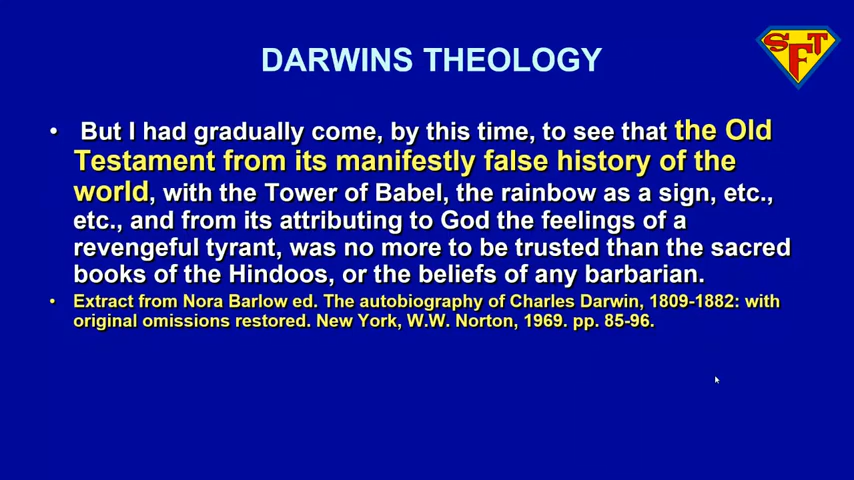 DARWINS THEOLOGY
SFT
• But I had gradually come, by this time, to see that the Old
Testament from its manifestly false history of the
world, with the Tower of Babel, the rainbow as a sign, etc.,
etc., and from its attributing to God the feelings of a
revengeful tyrant, was no more to be trusted than the sacred
books of the Hindoos, or the beliefs of any barbarian.
• Extract from Nora Barlow ed. The autobiography of Charles Darwin, 1809-1882: with
original omissions restored. New York, W.W. Norton, 1969. pp. 85-96.